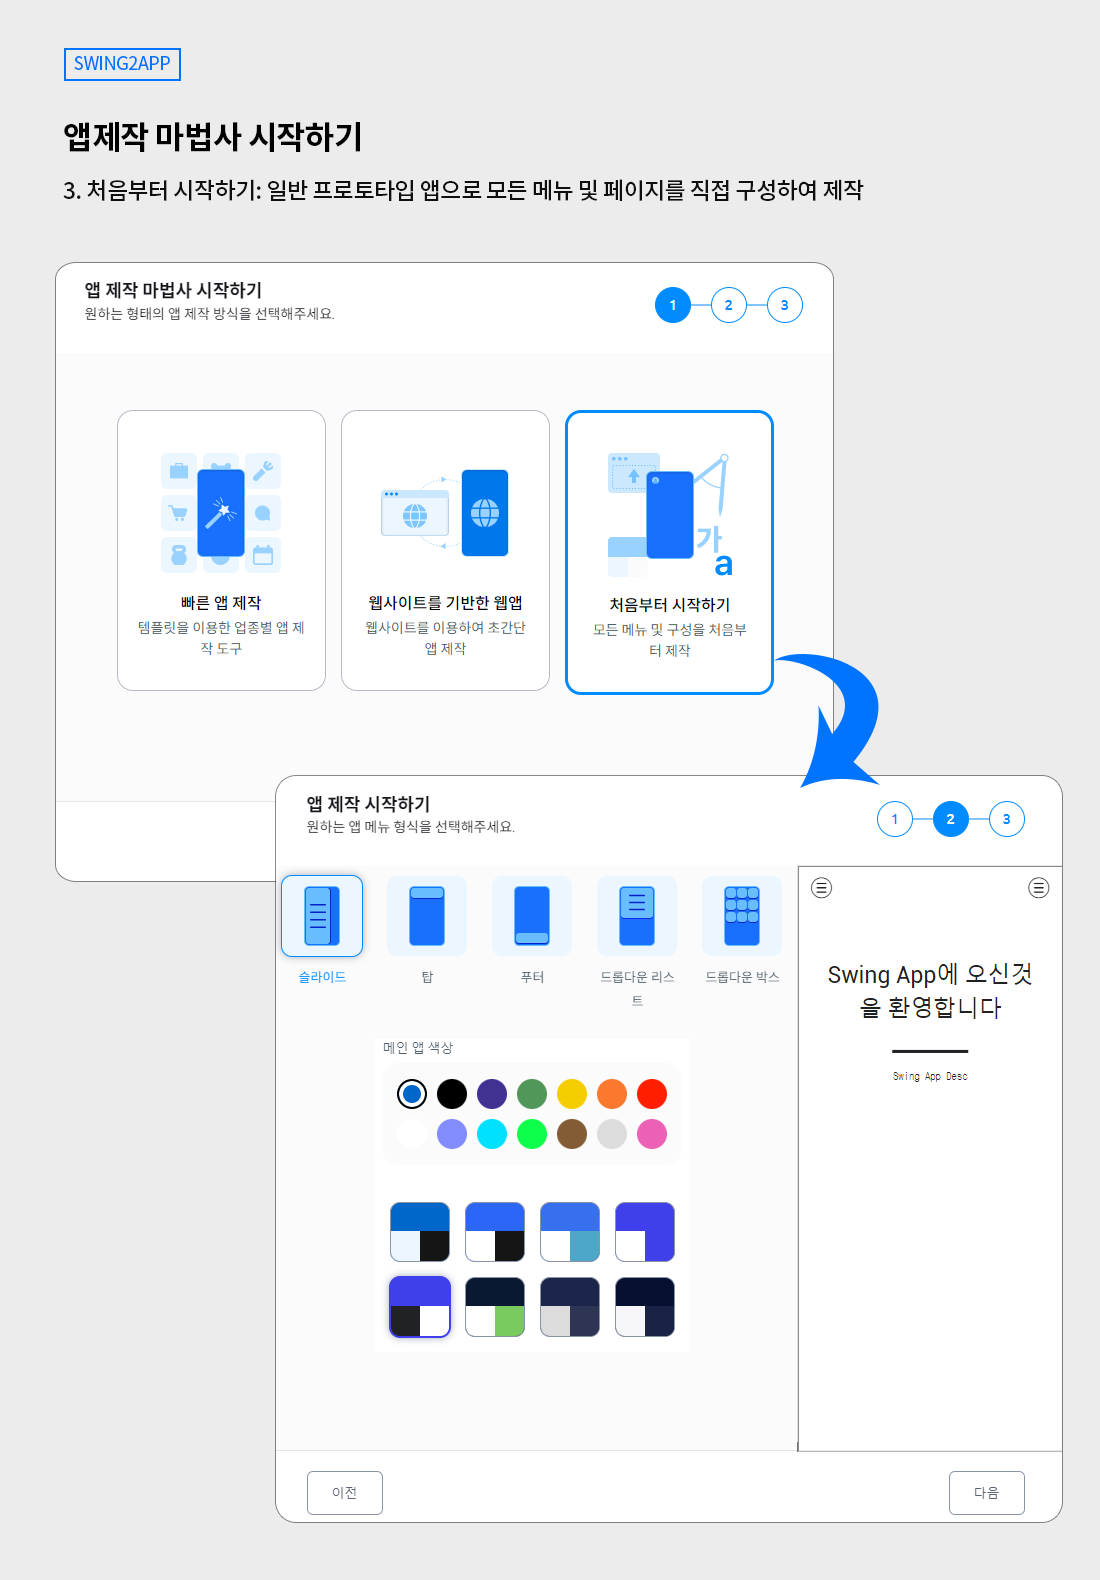 SWING2APP
앱제작 마법사 시작하기
3. 처음부터 시작하기: 일반 프로토타입 앱으로 모든 메뉴 및 페이지를 직접 구성하여 제작
앱 제작 마법사 시작하기
원하는 형태의 앱 제작 방식을 선택해주세요.
1
2
3
가
a
빠른 앱 제작
템플릿을 이용한 업종별 앱 제
작 도구
웹사이트를 기반한 웹앱
웹사이트를 이용하여 초간단
앱 제작
처음부터 시작하기
모든 메뉴 및 구성을 처음부
터 제작
앱 제작 시작하기
원하는 앱 메뉴 형식을 선택해주세요.
1
2
3
슬라이드
탑
푸터
드롭다운 리스
트
드롭다운 박스
메인 앱 색상
Swing App에 오신것
을 환영합니다
Swing App Desc
이전
다음